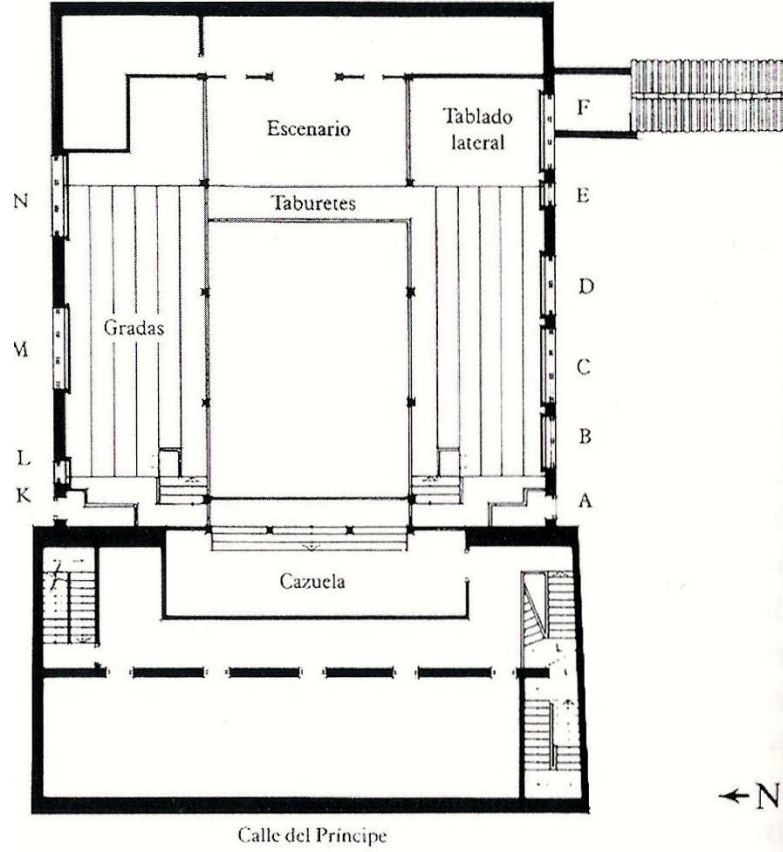 Escenario
Tablado
lateral
F
N
Taburetes
E
D
Gradas
M
C
B
L
K
A
Cazuela
←N
Calle del Príncipe